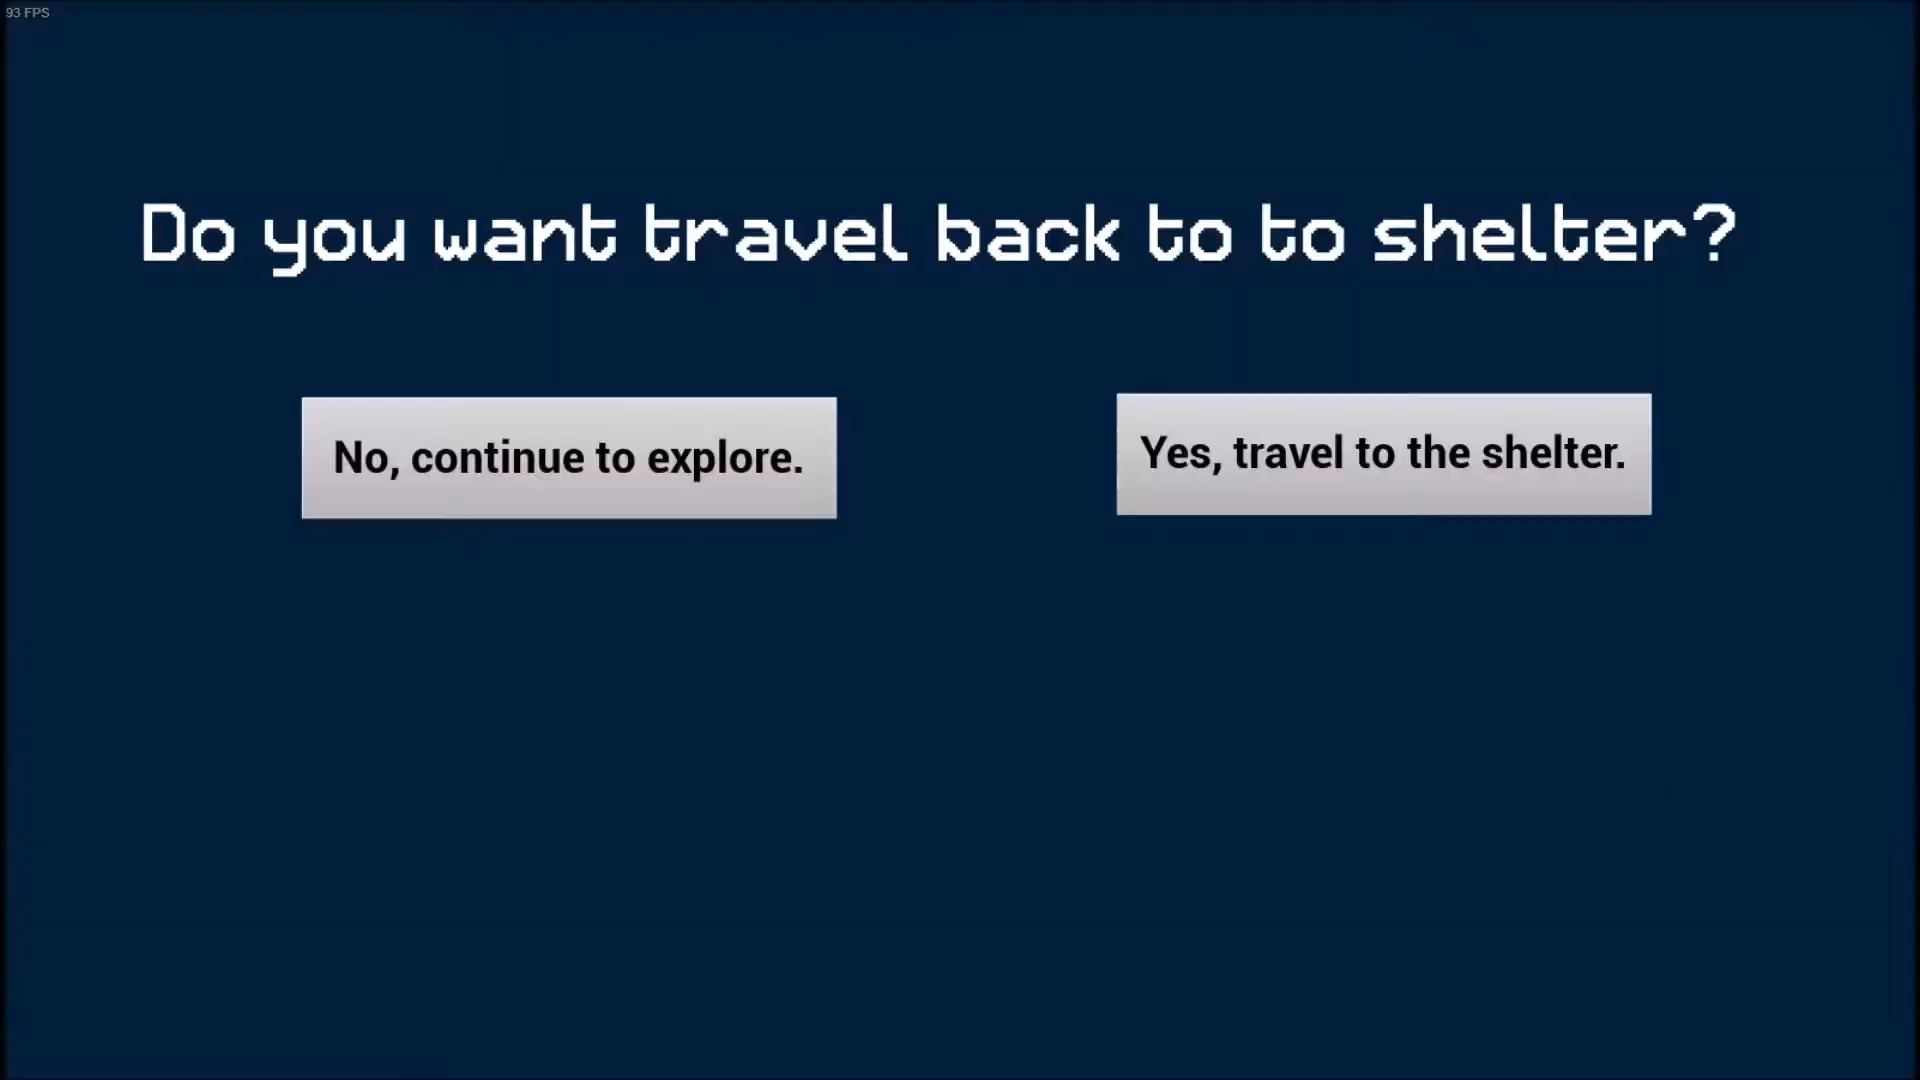 93 FPS
Do you want travel back to to shelter?
No, continue to explore.
Yes, travel to the shelter.